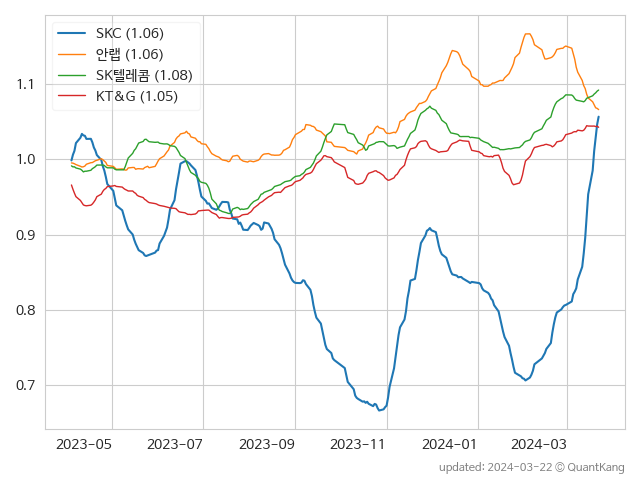 SKC (1.06)
안랩 (1.06)
SK텔레콤 (1.08)
KT&G (1.05)
1.1
1.0
0.9
0.8
0.7
2023-05 2023-07 2023-09 2023-11 2024-01 2024-03
updated: 2024-03-22 © QuantKang